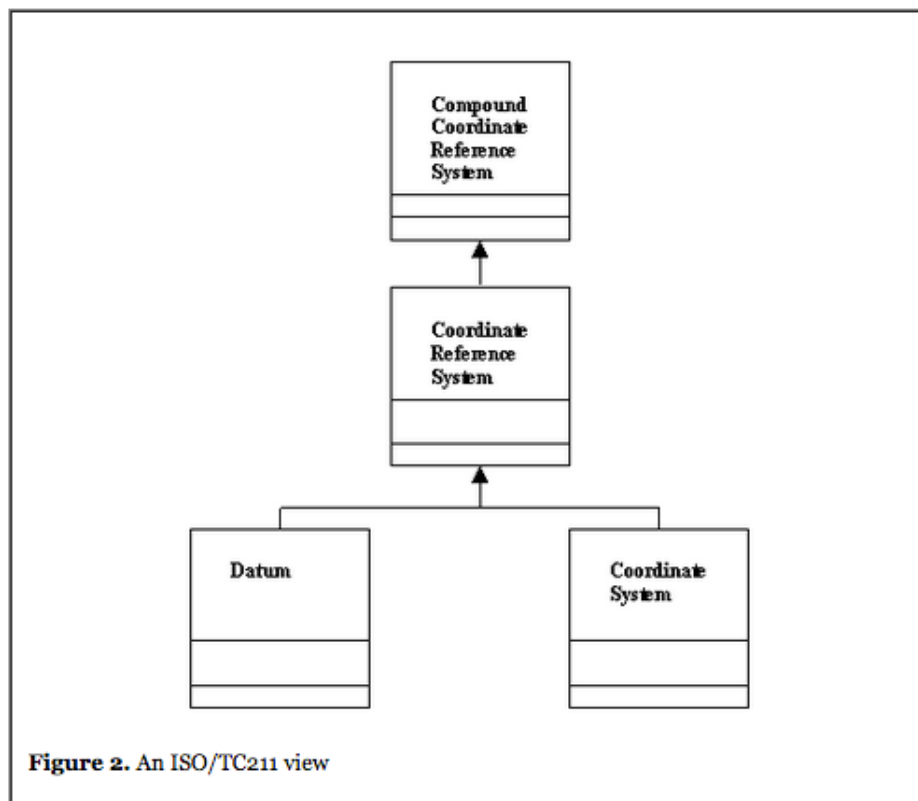 Compound
Coordinate
Reference
System
Coordinate
Reference
System
Datum
Coordinate
System
Figure 2. An ISO/TC211 view